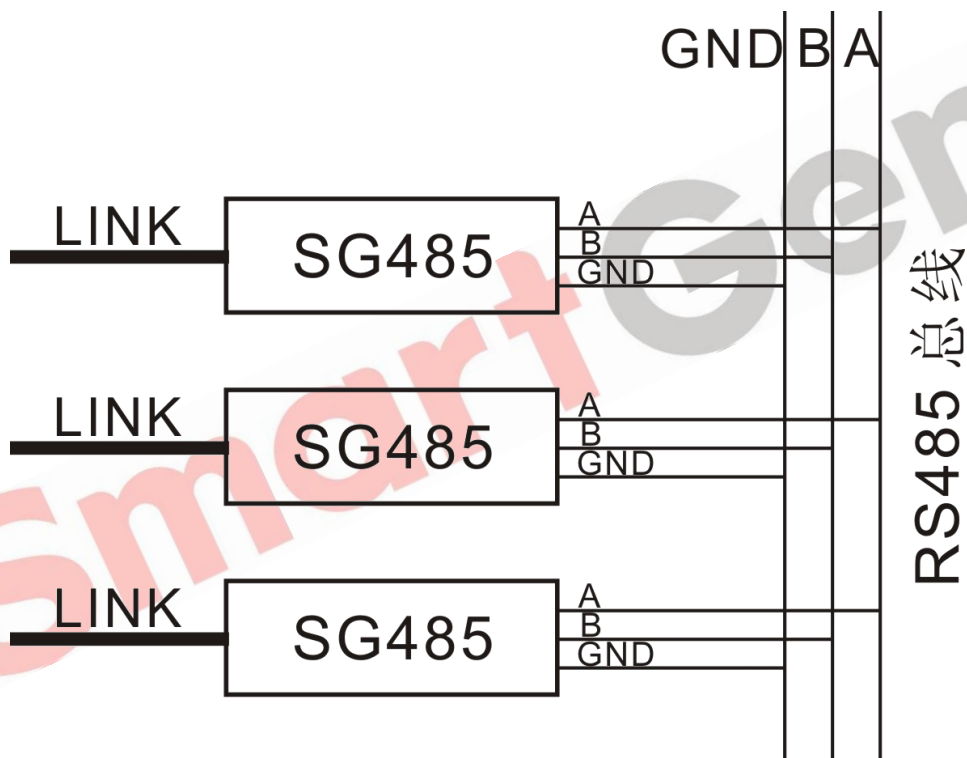 GND B A
LINK
SG485
A
B
GND
LINK
SG485
A
B
GND
LINK
SG485
A
B
GND
RS485 总线
SmartGen